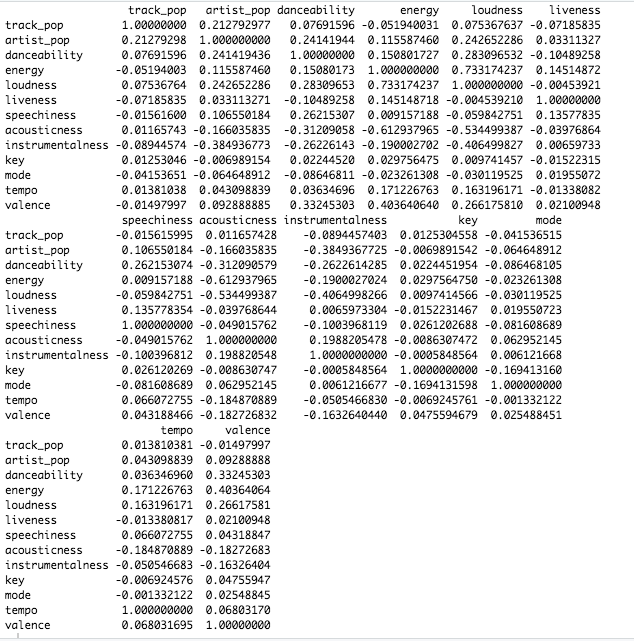 track_pop artist_pop danceability energy loudness liveness
track_pop 1.00000000 0.212792977 0.07691596 -0.051940031 0.075367637 -0.07185835
artist_pop 0.21279298 1.000000000 0.24141944 0.115587460 0.242652286 0.03311327
danceability 0.07691596 0.241419436 1.00000000 0.150801727 0.283096532 -0.10489258
energy -0.05194003 0.115587460 0.15080173 1.000000000 0.733174237 0.14514872
loudness 0.07536764 0.242652286 0.28309653 0.733174237 1.000000000 -0.00453921
liveness -0.07185835 0.033113271 -0.10489258 0.145148718 -0.004539210 1.00000000
speechiness -0.01561600 0.106550184 0.26215307 0.009157188 -0.059842751 0.13577835
acousticness 0.01165743 -0.166035835 -0.31209058 -0.612937965 -0.534499387 -0.03976864
instrumentalness -0.08944574 -0.384936773 -0.26226143 -0.190002702 -0.406499827 0.00659733
key 0.01253046 -0.006989154 0.02244520 0.029756475 0.009741457 -0.01522315
mode -0.04153651 -0.064648912 -0.08646811 -0.023261308 -0.030119525 0.01955072
tempo 0.01381038 0.043098839 0.03634696 0.171226763 0.163196171 -0.01338082
valence -0.01497997 0.092888885 0.33245303 0.403640640 0.266175810 0.02100948
speechiness acousticness instrumentalness key mode
track_pop -0.015615995 0.011657428 -0.0894457403 0.0125304558 -0.041536515
artist_pop 0.106550184 -0.166035835 -0.3849367725 -0.0069891542 -0.064648912
danceability 0.262153074 -0.312090579 -0.2622614285 0.0224451954 -0.086468105
energy 0.009157188 -0.612937965 -0.1900027024 0.0297564750 -0.023261308
loudness -0.059842751 -0.534499387 -0.4064998266 0.0097414566 -0.030119525
liveness 0.135778354 -0.039768644 0.0065973304 -0.0152231467 0.019550723
speechiness 1.000000000 -0.049015762 -0.1003968119 0.0261202688 -0.081608689
acousticness -0.049015762 1.000000000 0.1988205478 -0.0086307472 0.062952145
instrumentalness -0.100396812 0.198820548 1.0000000000 -0.0005848564 0.006121668
key 0.026120269 -0.008630747 -0.0005848564 1.0000000000 -0.169413160
mode -0.081608689 0.062952145 0.0061216677 -0.1694131598 1.000000000
tempo 0.066072755 -0.184870889 -0.0505466830 -0.0069245761 -0.001332122
valence 0.043188466 -0.182726832 -0.1632640440 0.0475594679 0.025488451
tempo valence
track_pop 0.013810381 -0.01497997
artist_pop 0.043098839 0.09288888
danceability 0.036346960 0.33245303
energy 0.171226763 0.40364064
loudness 0.163196171 0.26617581
liveness -0.013380817 0.02100948
speechiness 0.066072755 0.04318847
acousticness -0.184870889 -0.18272683
instrumentalness -0.050546683 -0.16326404
key -0.006924576 0.04755947
mode -0.001332122 0.02548845
tempo 1.000000000 0.06803170
valence 0.068031695 1.00000000